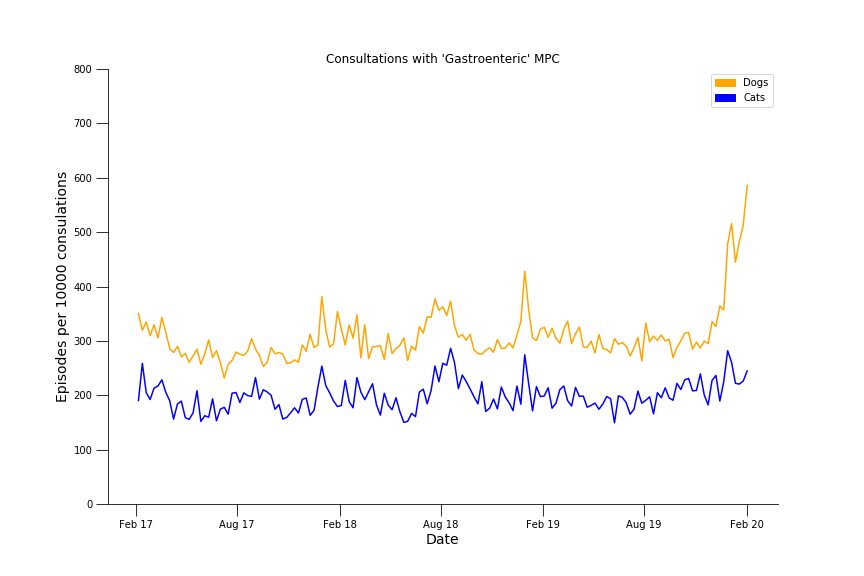 Consultations with 'Gastroenteric' MPC
Dogs
Cats
800
700
600
500
400
300
200
100
0
Episodes per 10000 consulations
Feb 17
Aug 17
Feb 18
Aug 18
Feb 19
Aug 19
Feb 20
Date